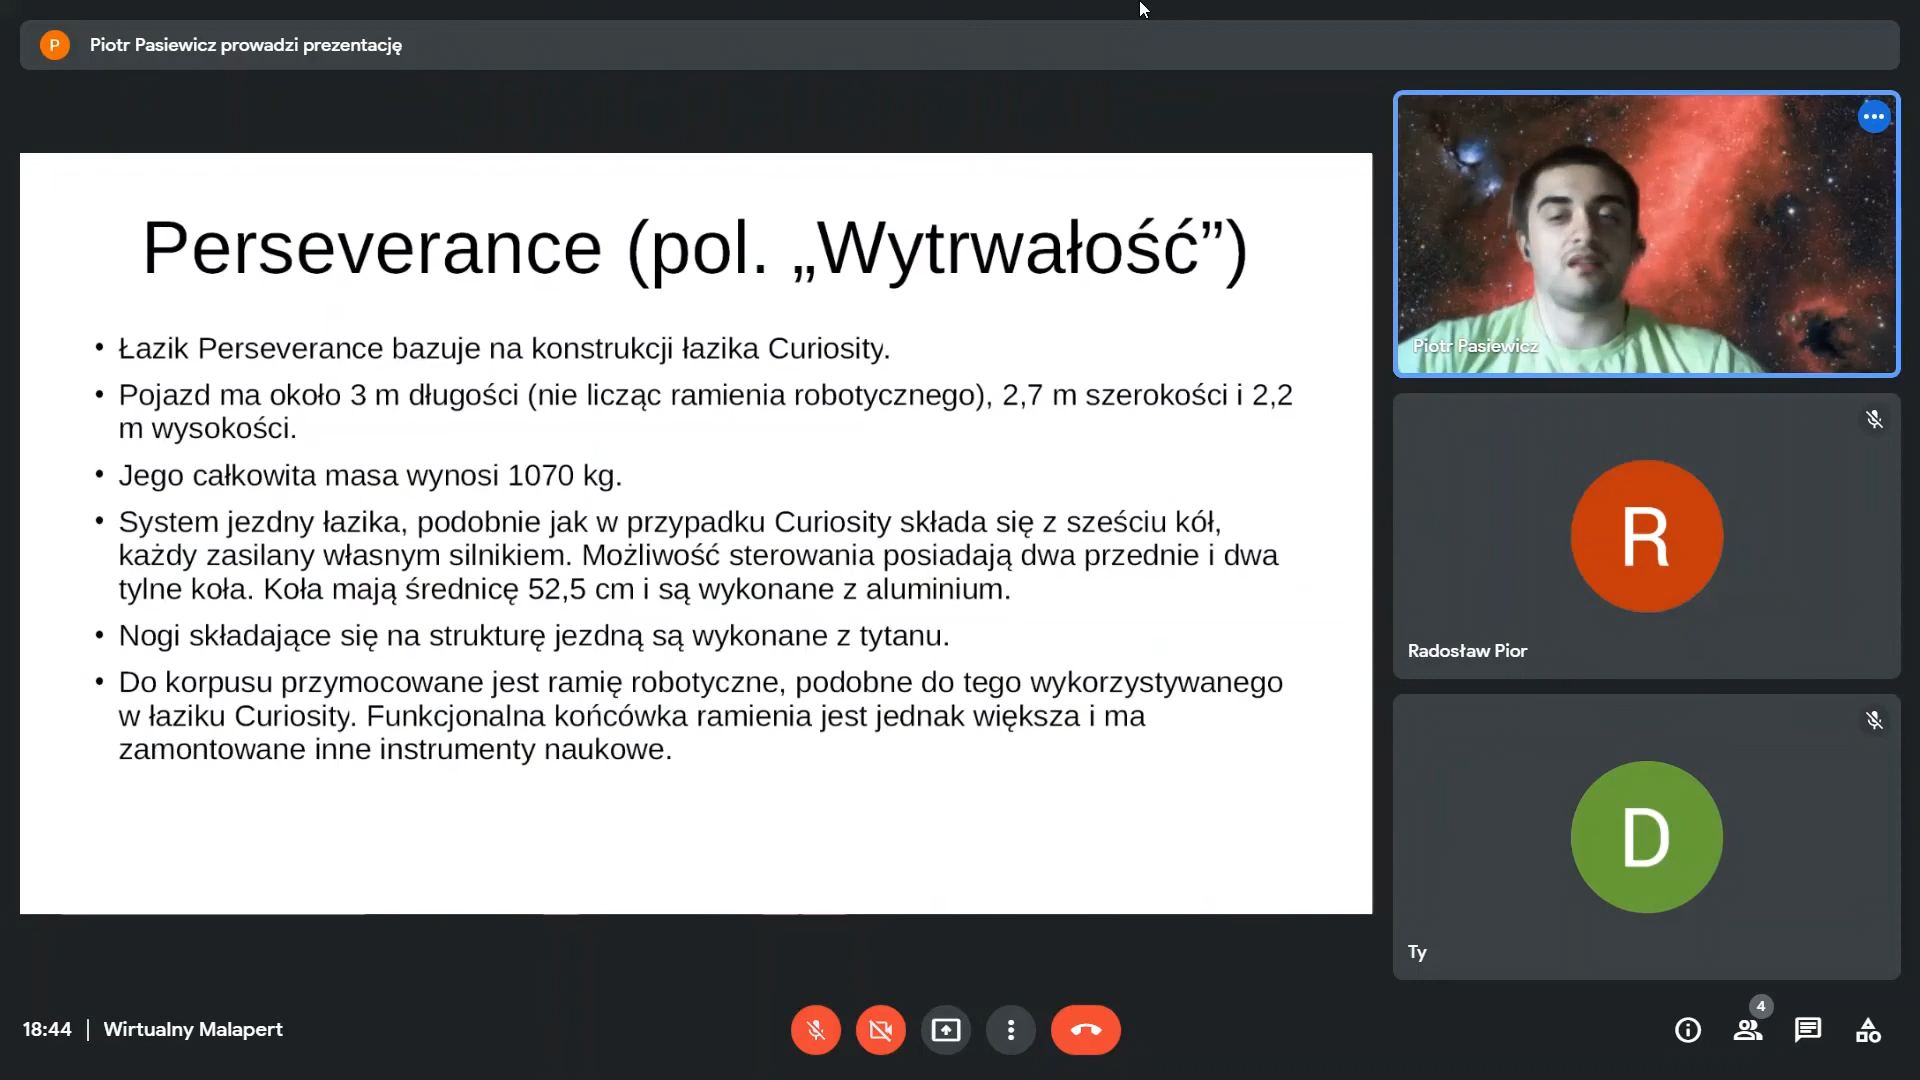 P
Piotr Pasiewicz prowadzi prezentację
Perseverance (pol. „Wytrwałość”)
• Łazik Perseverance bazuje na konstrukcji łazika Curiosity.
• Pojazd ma około 3 m długości (nie licząc ramienia robotycznego), 2,7 m szerokości i 2,2
m wysokości.
• Jego całkowita masa wynosi 1070 kg.
• System jezdny łazika, podobnie jak w przypadku Curiosity składa się z sześciu kół,
każdy zasilany własnym silnikiem. Możliwość sterowania posiadają dwa przednie i dwa
tylne koła. Koła mają średnicę 52,5 cm i są wykonane z aluminium.
• Nogi składające się na strukturę jezdną są wykonane z tytanu.
• Do korpusu przymocowane jest ramię robotyczne, podobne do tego wykorzystywanego
w łaziku Curiosity. Funkcjonalna końcówka ramienia jest jednak większa i ma
zamontowane inne instrumenty naukowe.
Piotr Pasiewicz
R
Radosław Pior
D
Ty
18:44 | Wirtualny Malapert
4